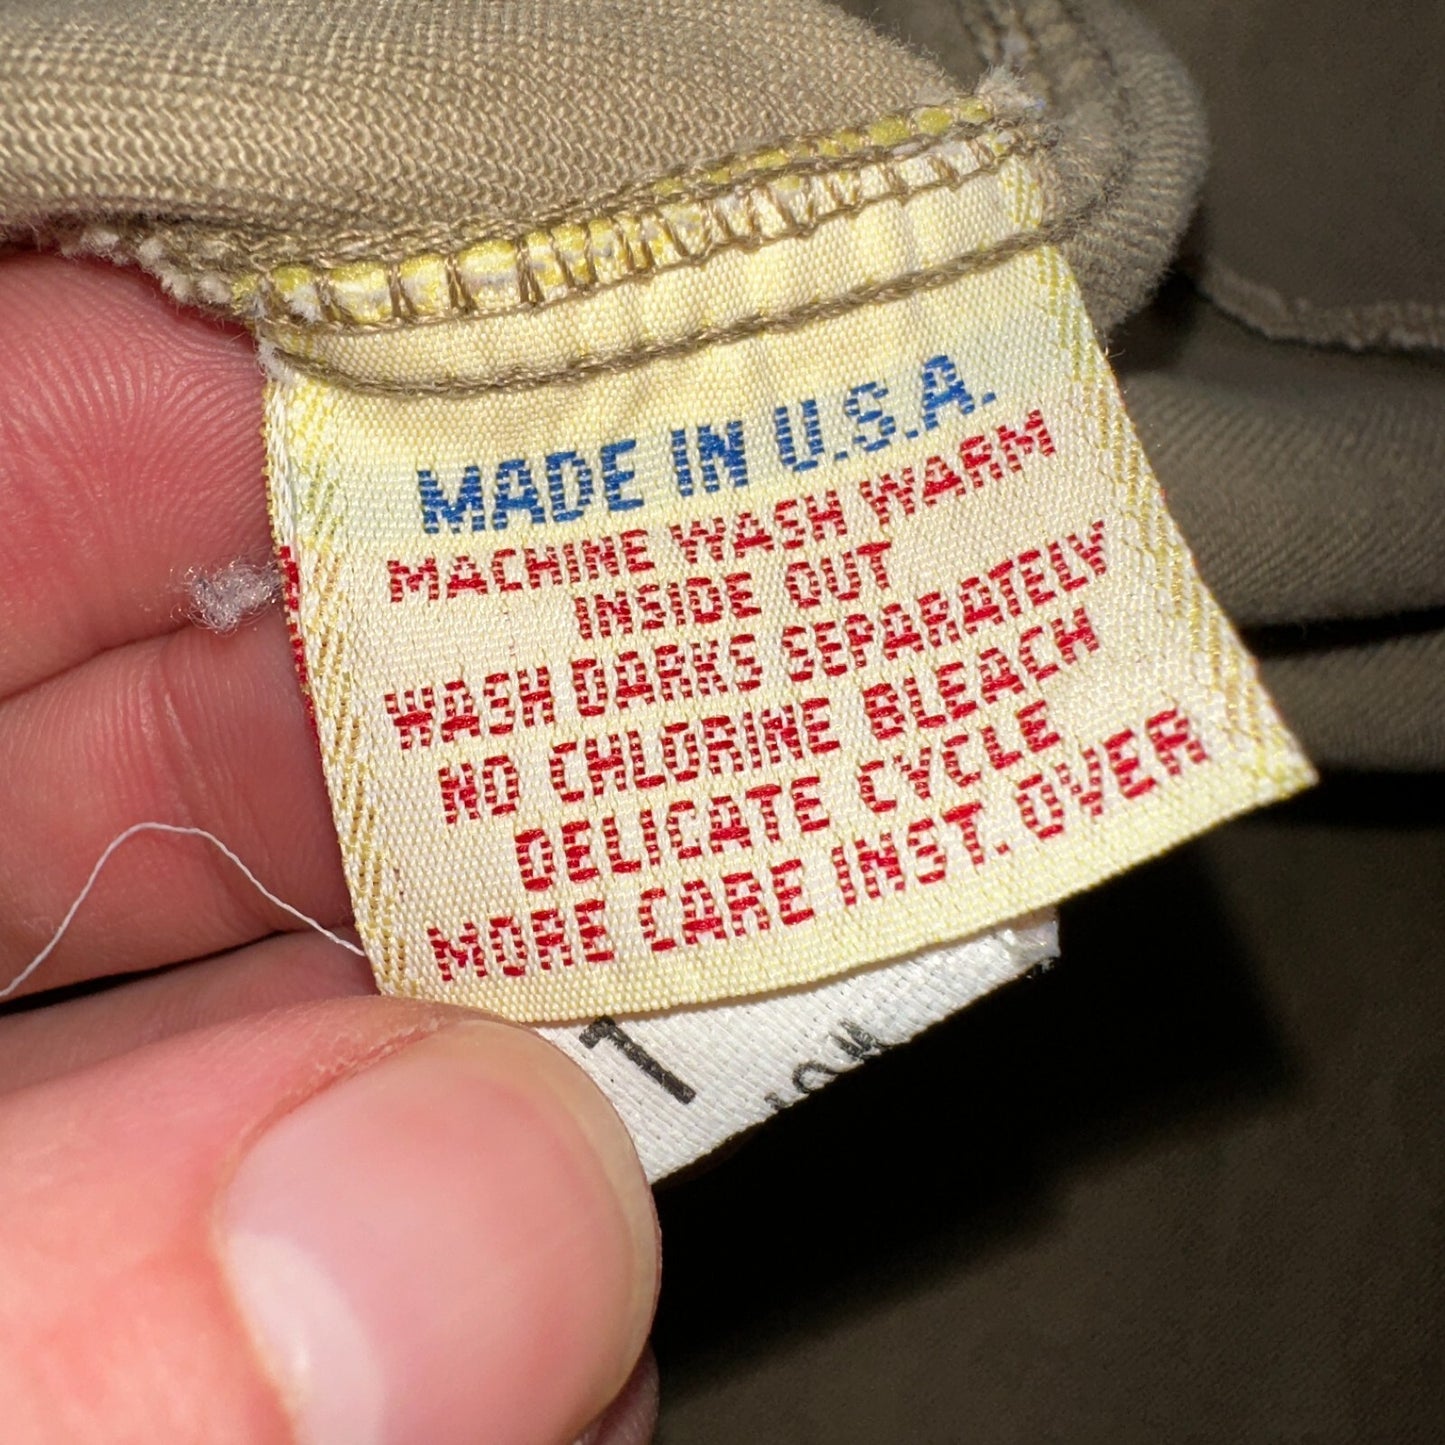 MADE IN U.S.A.
MACHINE WASH WARM
INSIDE OUT
WASH DARKS SEPARATELY
NO CHLORINE BLEACH
DELICATE CYCLE
MORE CARE INST. OVER
1